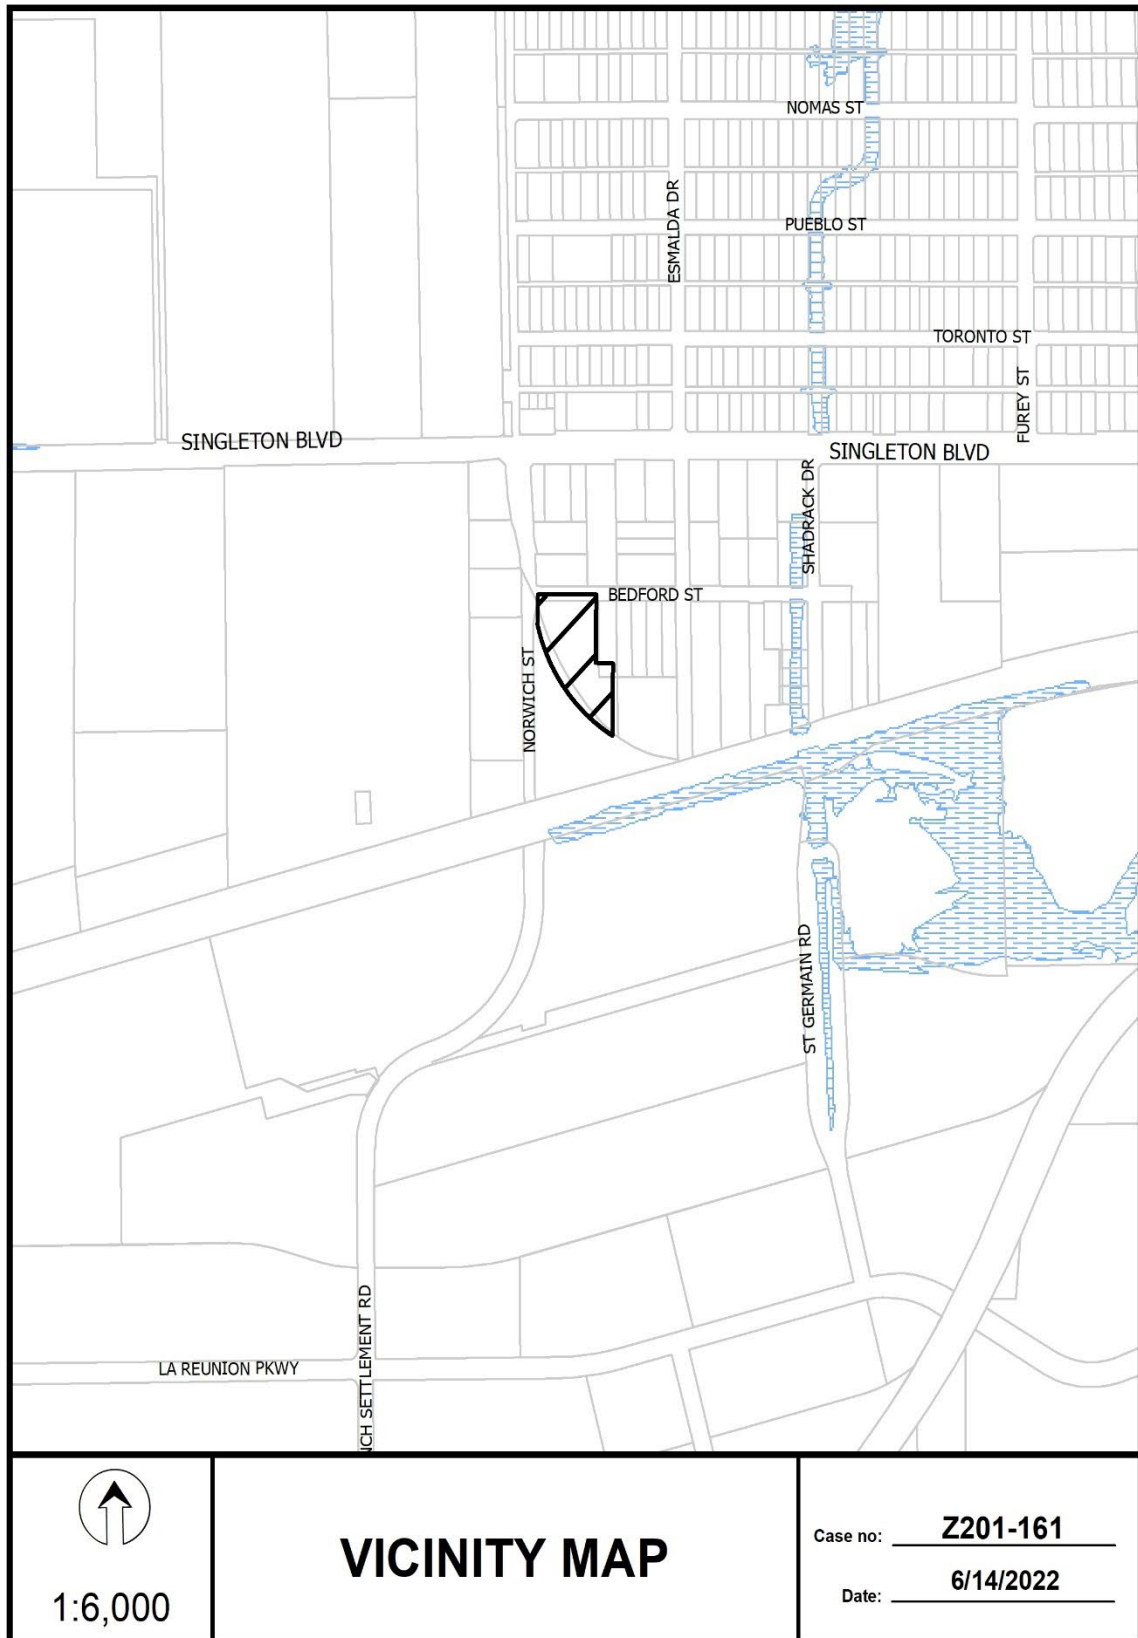 NOMAS ST
ESMALDA DR
PUEBLO ST
TORONTO ST
FUREY ST
SINGLETON BLVD
SINGLETON BLVD
SHADRACK DR
BEDFORD ST
NORWICH ST
ST GERMAIN RD
NCH SETTLEMENT RD
LA REUNION PKWY
1:6,000
VICINITY MAP
Case no: Z201-161
Date: 6/14/2022